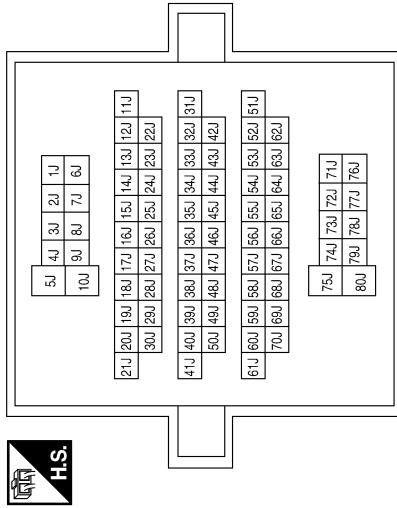 H.S.
5J 4J 3J 2J 1J
10J 9J 8J 7J 6J
21J 20J 19J 18J 17J 16J 15J 14J 13J 12J 11J
30J 29J 28J 27J 26J 25J 24J 23J 22J
41J 40J 39J 38J 37J 36J 35J 34J 33J 32J 31J
50J 49J 48J 47J 46J 45J 44J 43J 42J
61J 60J 59J 58J 57J 56J 55J 54J 53J 52J 51J
70J 69J 68J 67J 66J 65J 64J 63J 62J
75J 74J 73J 72J 71J
80J 79J 78J 77J 76J